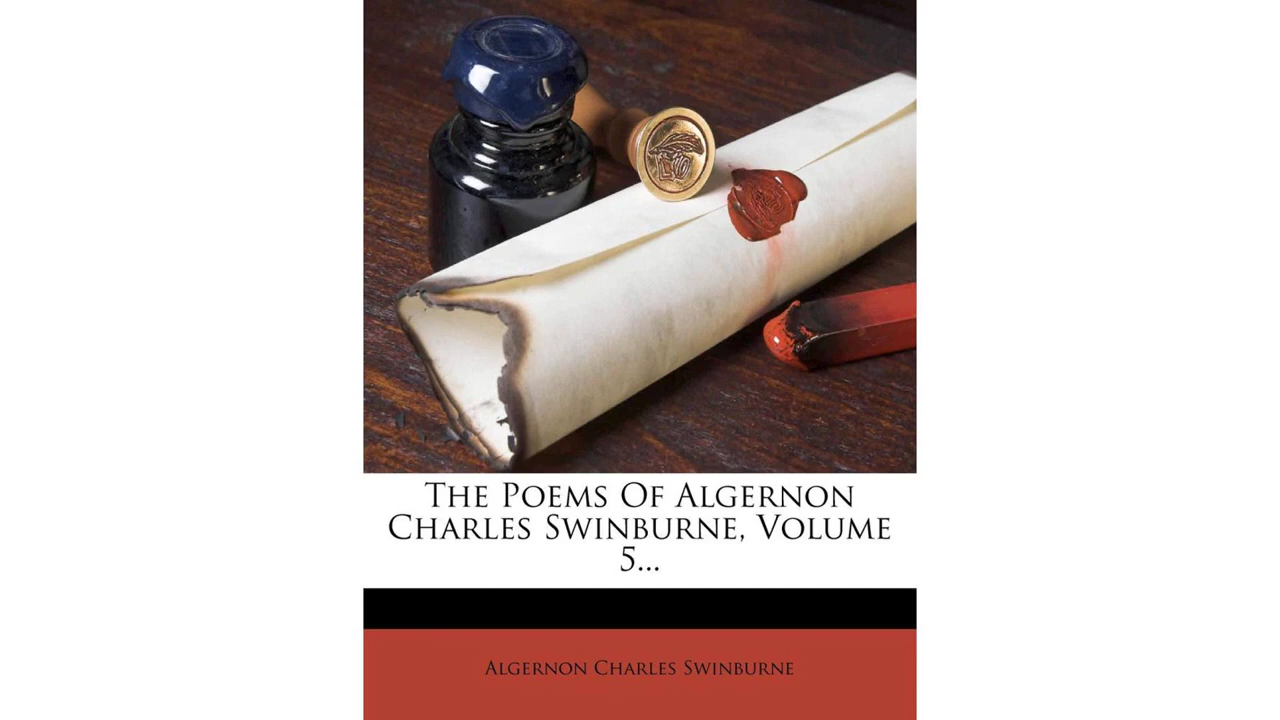 The Poems Of Algernon
Charles Swinburne, Volume
5...
Algernon Charles Swinburne